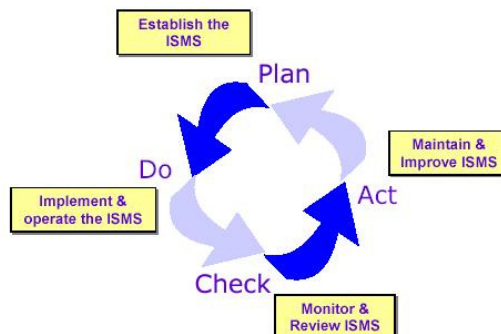 Establish the
ISMS
Plan
Maintain &
Improve ISMS
Do
Act
Implement &
operate the ISMS
Check
Monitor &
Review ISMS